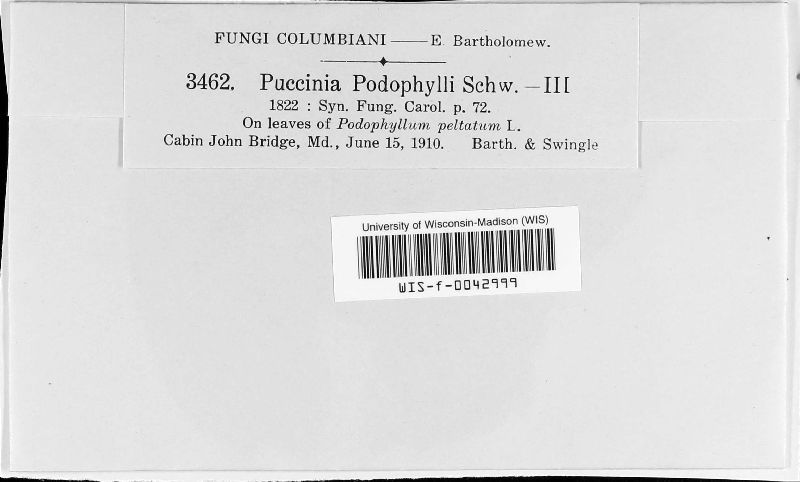 FUNGI COLUMBIANI — E. Bartholomew.
3462. Puccinia Podophylli Schw. — III
1822 : Syn. Fung. Carol. p. 72.
On leaves of Podophyllum peltatum L.
Cabin John Bridge, Md., June 15, 1910. Barth. & Swingle
University of Wisconsin-Madison (WIS)
WIS-f-0042999